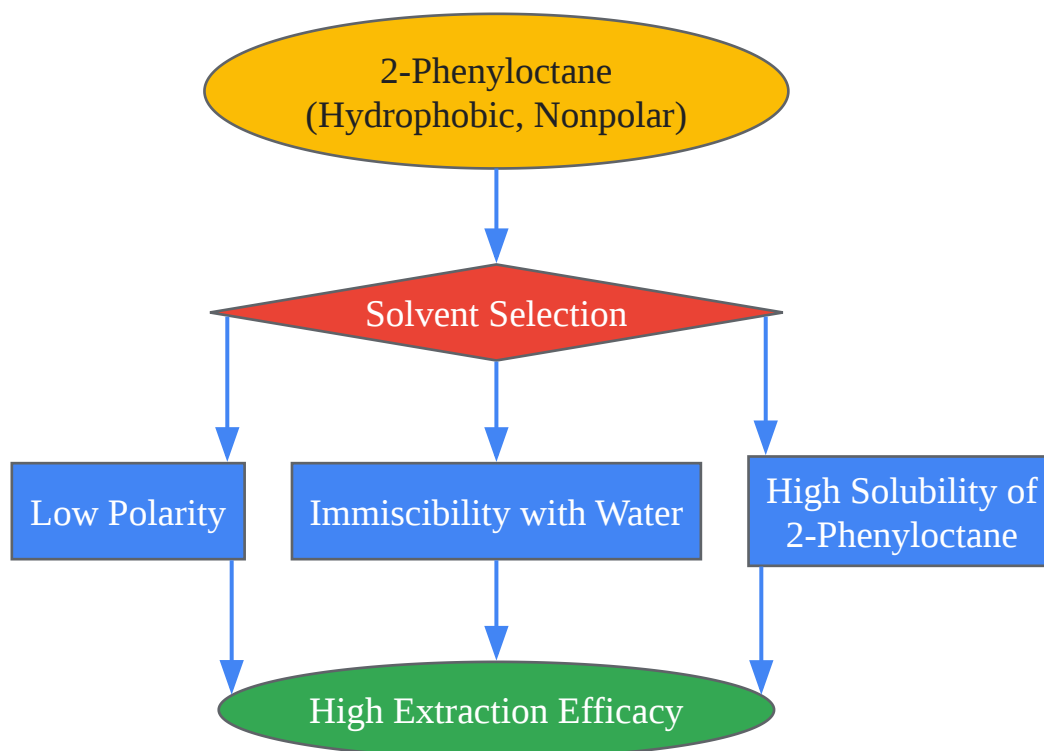 2-Phenyloctane
(Hydrophobic, Nonpolar)
Solvent Selection
Low Polarity
Immiscibility with Water
High Solubility of
2-Phenyloctane
High Extraction Efficacy